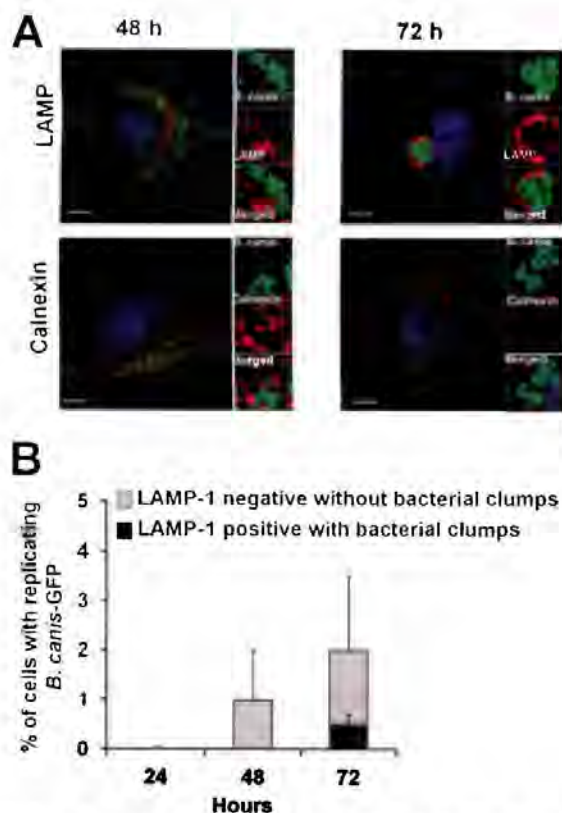 A
48 h
72 h
LAMP
B. canis
LAMP
Merged
B. canis
LAMP
Merged
Calnexin
B. canis
Calnexin
Merged
B. canis
Calnexin
Merged
B
LAMP-1 negative without bacterial clumps
LAMP-1 positive with bacterial clumps
% of cells with replicating
B. canis-GFP
5
4
3
2
1
0
24
48
72
Hours